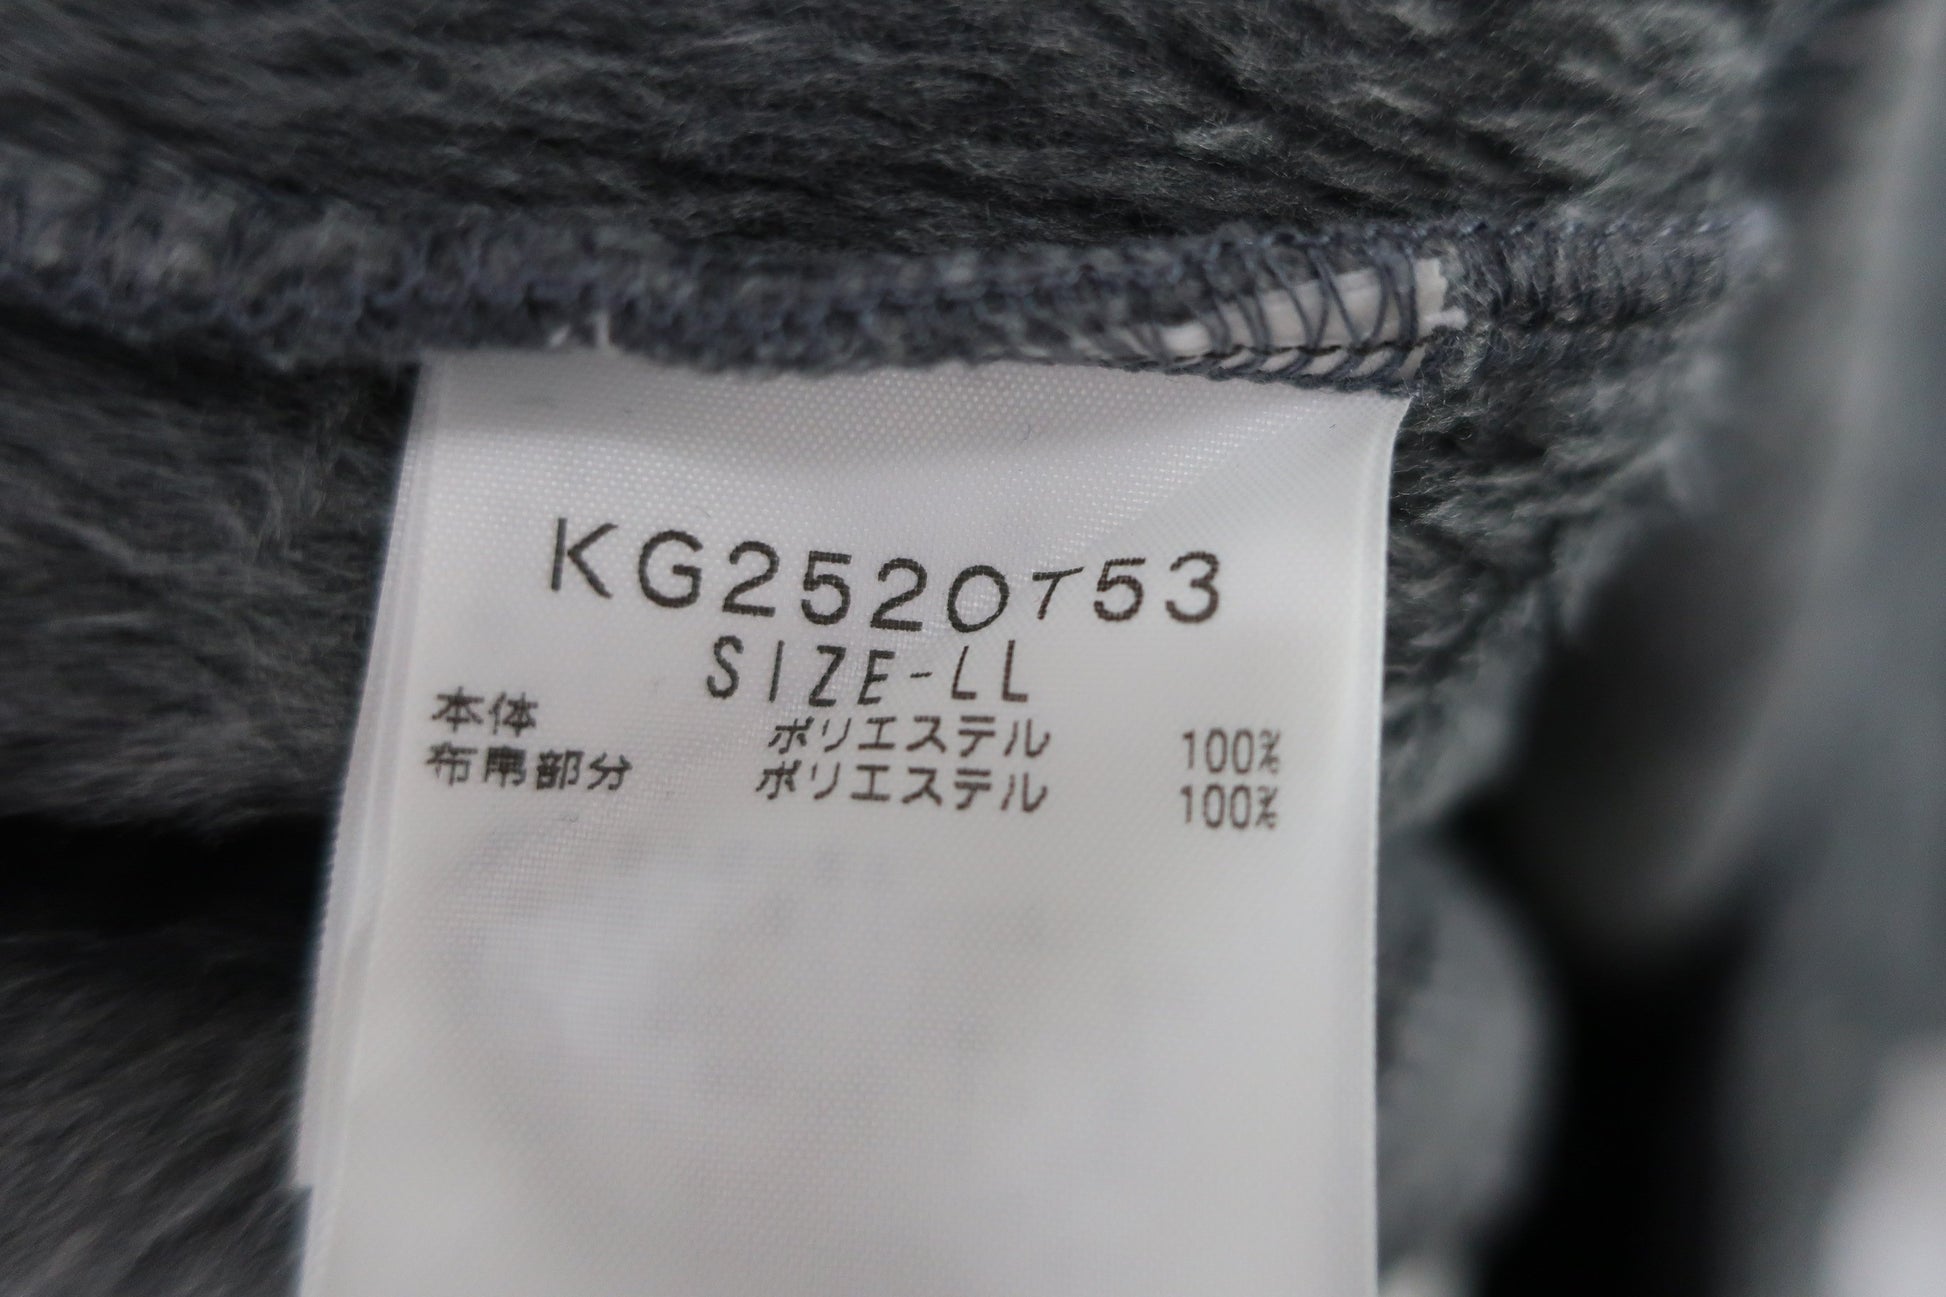 KG2520T53
SIZE-LL
本体 ポリエステル 100%
布帛部分 ポリエステル 100%